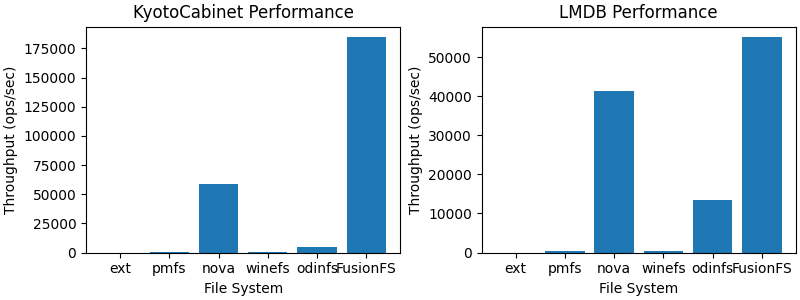 KyotoCabinet Performance
Throughput (ops/sec)
175000
150000
125000
100000
75000
50000
25000
0
ext pmfs nova winefs odinfs FusionFS
File System
LMDB Performance
Throughput (ops/sec)
50000
40000
30000
20000
10000
0
ext pmfs nova winefs odinfs FusionFS
File System